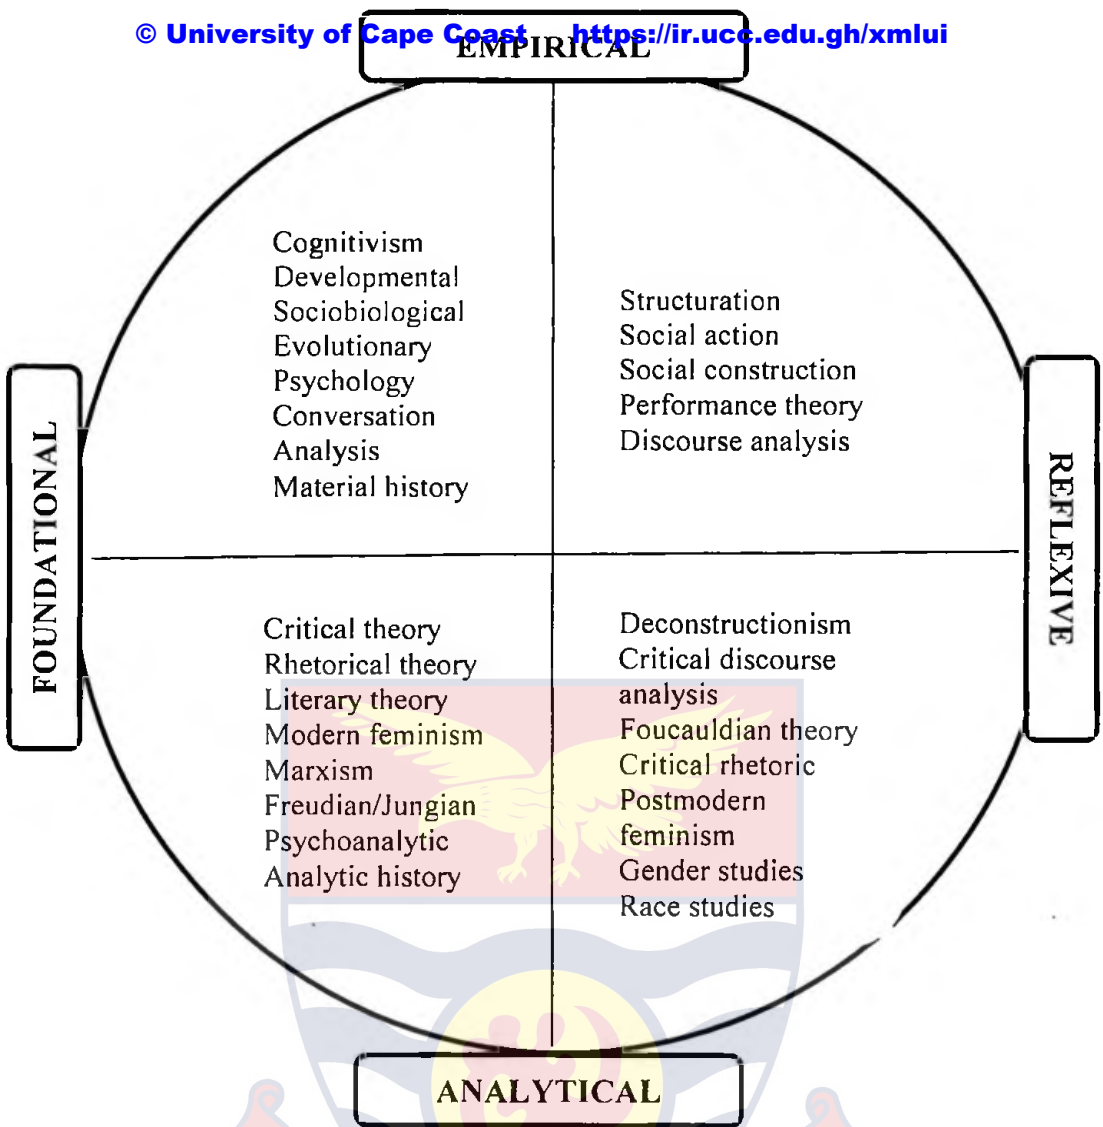 © University of Cape Coast https://ir.ucc.edu.gh/xmlui
EMPIRICAL
Cognitivism
Developmental
Sociobiological
Evolutionary
Psychology
Conversation
Analysis
Material history
Structuration
Social action
Social construction
Performance theory
Discourse analysis
FOUNDATIONAL
REFLEXIVE
Critical theory
Rhetorical theory
Literary theory
Modern feminism
Marxism
Freudian/Jungian
Psychoanalytic
Analytic history
Deconstructionism
Critical discourse
analysis
Foucauldian theory
Critical rhetoric
Postmodern
feminism
Gender studies
Race studies
ANALYTICAL